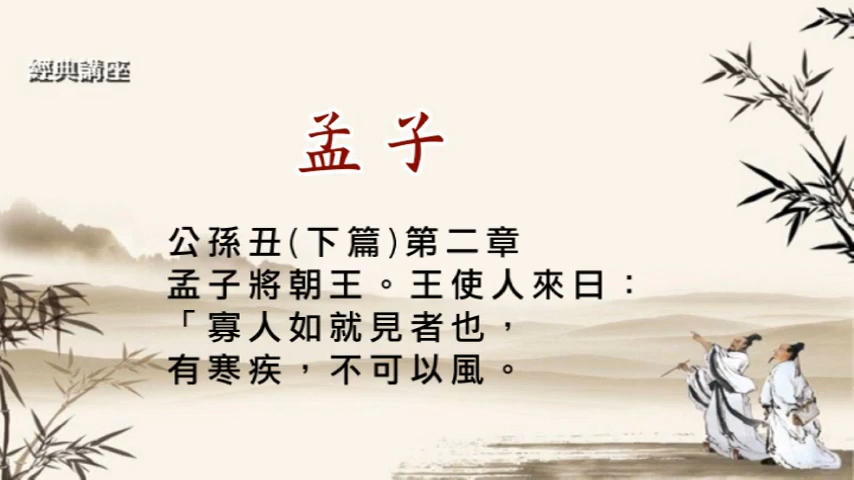 經典講座
孟子
公孫丑(下篇)第二章
孟子將朝王。王使人來曰：
「寡人如就見者也，
有寒疾，不可以風。